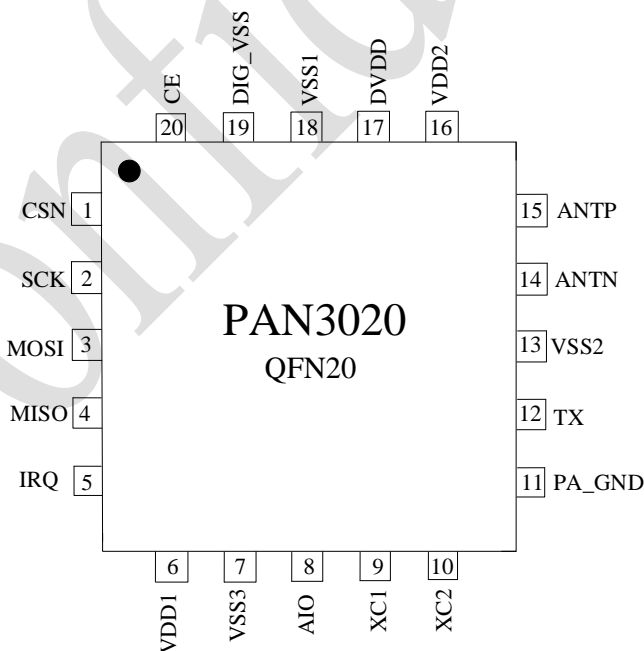 CE
DIG_VSS
VSS1
DVDD
VDD2
20
19
18
17
16
CSN 1
SCK 2
MOSI 3
MISO 4
IRQ 5
PAN3020
QFN20
15 ANTP
14 ANTN
13 VSS2
12 TX
11 PA_GND
6
7
8
9
10
VDD1
VSS3
AIO
XC1
XC2